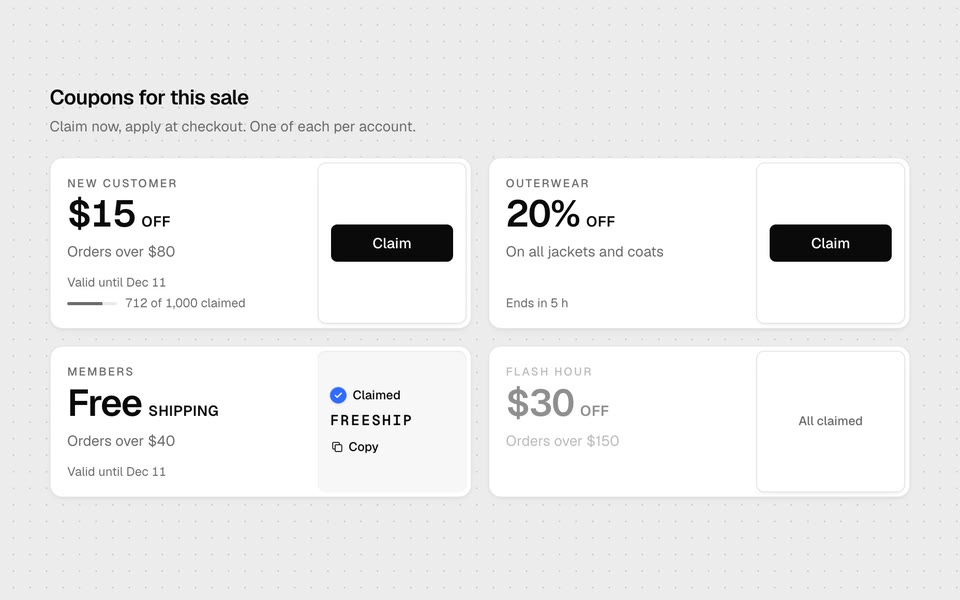 Coupons for this sale
Claim now, apply at checkout. One of each per account.
NEW CUSTOMER
$15 OFF
Orders over $80
Valid until Dec 11
712 of 1,000 claimed
Claim
OUTERWEAR
20% OFF
On all jackets and coats
Ends in 5 h
Claim
MEMBERS
Free SHIPPING
Orders over $40
Valid until Dec 11
Claimed
FREESHIP
Copy
FLASH HOUR
$30 OFF
Orders over $150
All claimed